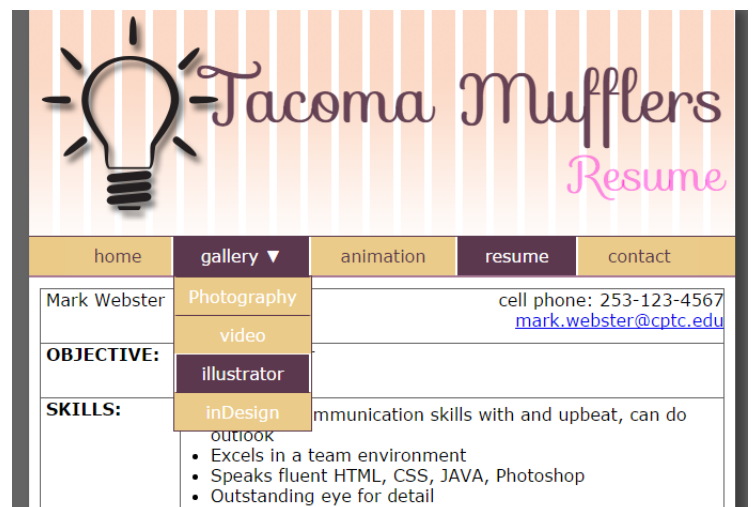 Tacoma Mufflers
Resume
home gallery ▼ animation resume contact
Mark Webster Photography cell phone: 253-123-4567
video mark.webster@cptc.edu
OBJECTIVE:
illustrator
SKILLS: inDesign mmunication skills with and upbeat, can do
outlook
• Excels in a team environment
• Speaks fluent HTML, CSS, JAVA, Photoshop
• Outstanding eye for detail